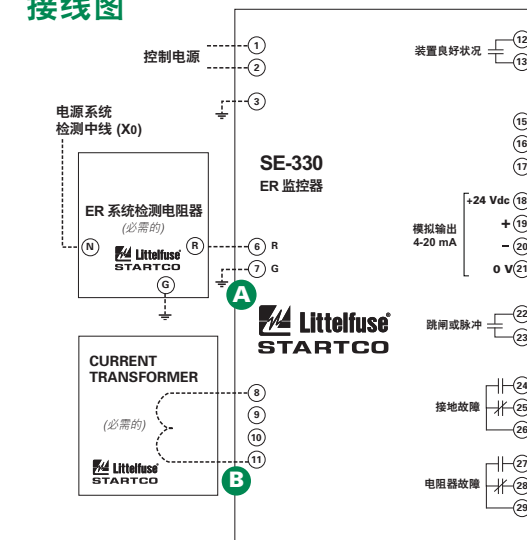 接线图
控制电源
1
2
3
电源系统
检测中线 (X0)
ER 系统检测电阻器
(必需的)
N
R
Littelfuse®
STARTCO
G
SE-330
ER 监控器
6 R
7 G
A
Littelfuse®
STARTCO
CURRENT
TRANSFORMER
(必需的)
Littelfuse®
STARTCO
8
9
10
11
B
装置良好状况
12
13
15
16
17
模拟输出
4-20 mA
+24 Vdc 18
+ 19
− 20
0 V 21
跳闸或脉冲
22
23
接地故障
24
25
26
电阻器故障
27
28
29